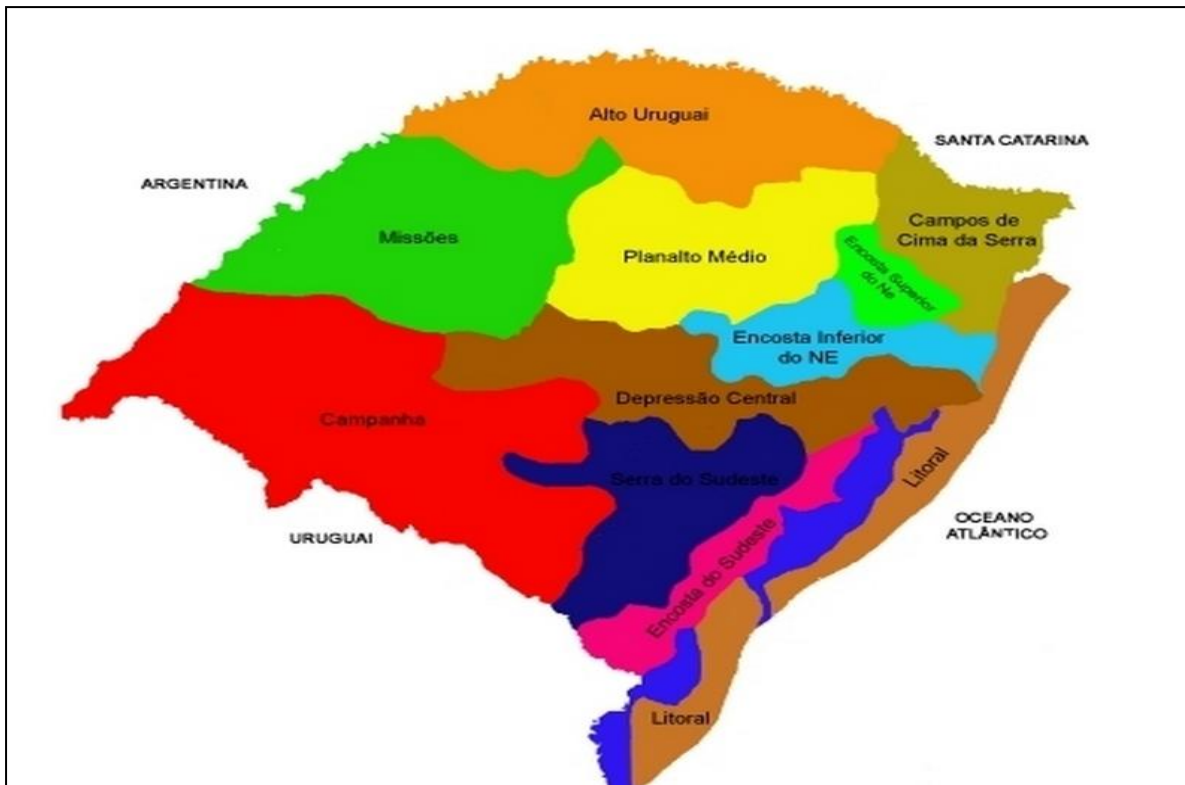 Alto Uruguai
SANTA CATARINA
ARGENTINA
Campos de
Cima da Serra
Missões
Planalto Médio
Encosta Superior
do Ne
Encosta Inferior
do NE
Depressão Central
Campanha
Serra do Sudeste
Litoral
OCEANO
ATLÂNTICO
URUGUAI
Encosta do Sudeste
Litoral